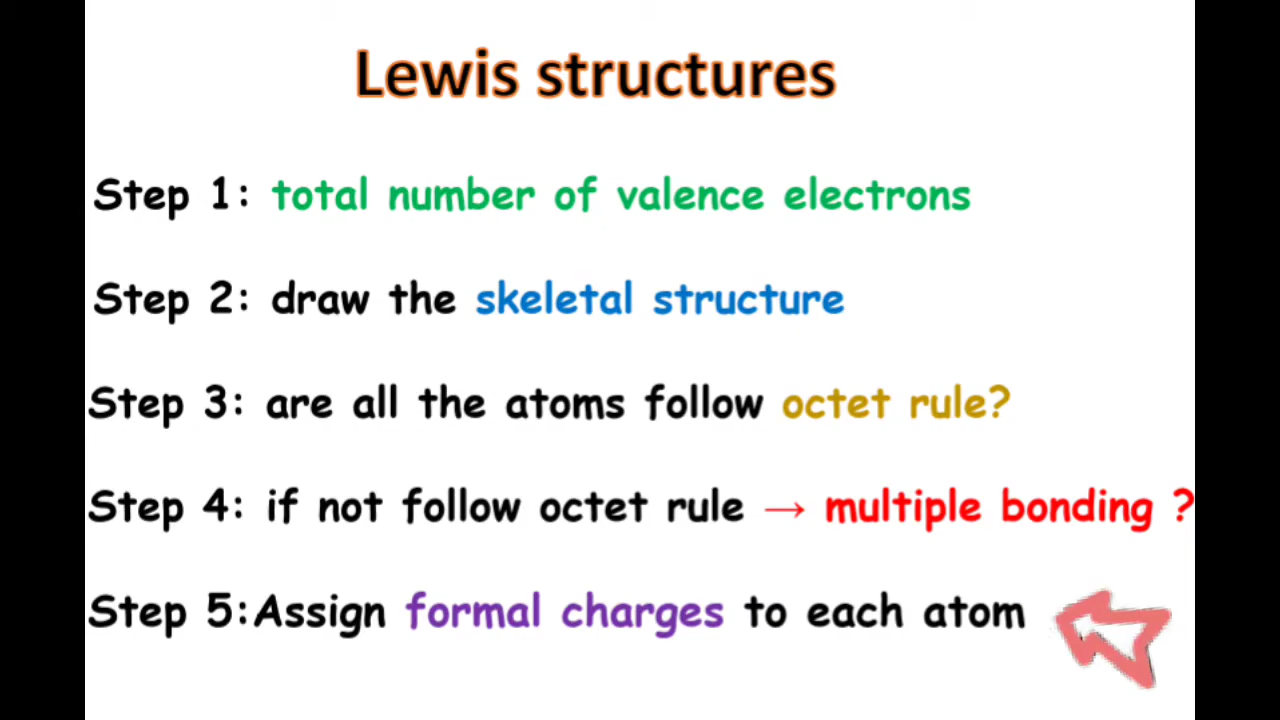 Lewis structures
Step 1: total number of valence electrons
Step 2: draw the skeletal structure
Step 3: are all the atoms follow octet rule?
Step 4: if not follow octet rule → multiple bonding ?
Step 5:Assign formal charges to each atom